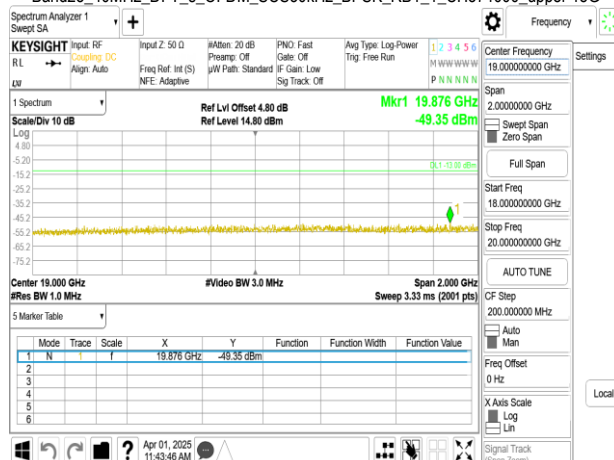 Spectrum Analyzer 1
Swept SA
Frequency
Settings
KEYSIGHT
RL
Input: RF
Coupling: DC
Align: Auto
Input Z: 50 Ω
Freq Ref: Int (S)
NFE: Adaptive
#Atten: 20 dB
Preamp: Off
µW Path: Standard
PNO: Fast
Gate: Off
IF Gain: Low
Sig Track: Off
Avg Type: Log-Power
Trig: Free Run
1 2 3 4 5 6
M W W W W W
P N N N N N
Center Frequency
19.000000000 GHz
Span
2.00000000 GHz
Swept Span
Zero Span
Full Span
Start Freq
18.000000000 GHz
Stop Freq
20.000000000 GHz
AUTO TUNE
CF Step
200.000000 MHz
Auto
Man
Freq Offset
0 Hz
X Axis Scale
Log
Lin
Signal Track
Local
1 Spectrum
Scale/Div 10 dB
Ref Lvl Offset 4.80 dB
Ref Level 14.80 dBm
Mkr1 19.876 GHz
-49.35 dBm
Log
4.80
-5.20
-15.2
-25.2
-35.2
-45.2
-55.2
-65.2
-75.2
DL1 -13.00 dBm
1
Center 19.000 GHz
#Res BW 1.0 MHz
#Video BW 3.0 MHz
Span 2.000 GHz
Sweep 3.33 ms (2001 pts)
5 Marker Table
Mode Trace Scale X Y Function Function Width Function Value
1 N 1 f 19.876 GHz -49.35 dBm
2
3
4
5
6
Apr 01, 2025
11:43:46 AM